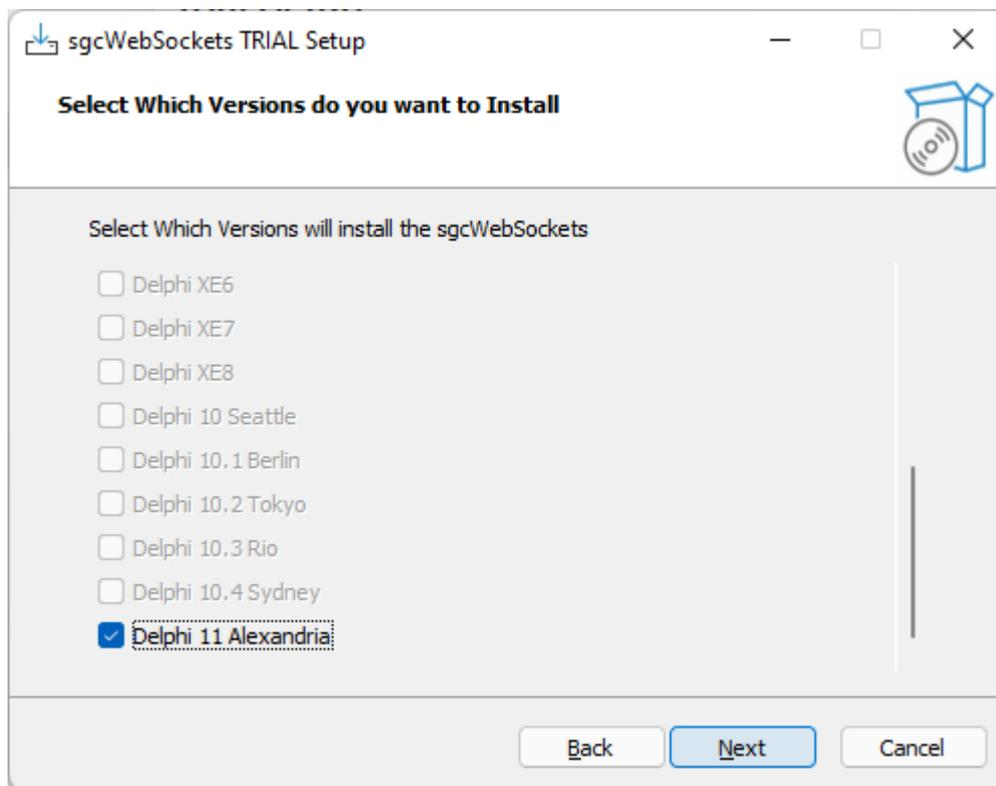 sgcWebSockets TRIAL Setup
Select Which Versions do you want to Install
Select Which Versions will install the sgcWebSockets
Delphi XE6
Delphi XE7
Delphi XE8
Delphi 10 Seattle
Delphi 10.1 Berlin
Delphi 10.2 Tokyo
Delphi 10.3 Rio
Delphi 10.4 Sydney
Delphi 11 Alexandria
Back Next Cancel